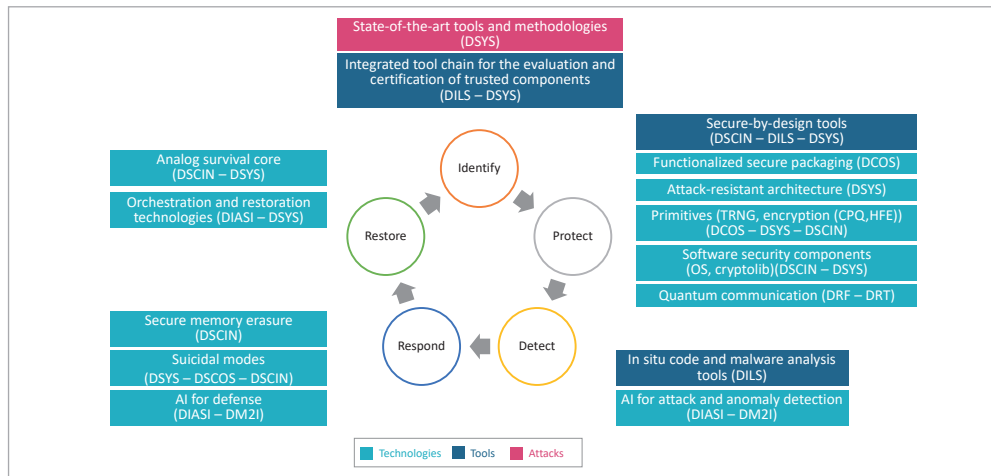 State-of-the-art tools and methodologies
(DSYS)
Integrated tool chain for the evaluation and
certification of trusted components
(DILS – DSYS)
Secure-by-design tools
(DSCIN – DILS – DSYS)
Functionalized secure packaging (DCOS)
Attack-resistant architecture (DSYS)
Primitives (TRNG, encryption (CPQ,HFE))
(DCOS – DSYS – DSCIN)
Software security components
(OS, cryptolib)(DSCIN – DSYS)
Quantum communication (DRF – DRT)
Analog survival core
(DSCIN – DSYS)
Orchestration and restoration
technologies (DIASI – DSYS)
Identify
Protect
Restore
Respond
Detect
Secure memory erasure
(DSCIN)
Suicidal modes
(DSYS – DSCOS – DSCIN)
AI for defense
(DIASI – DM2I)
In situ code and malware analysis
tools (DILS)
AI for attack and anomaly detection
(DIASI – DM2I)
Technologies
Tools
Attacks